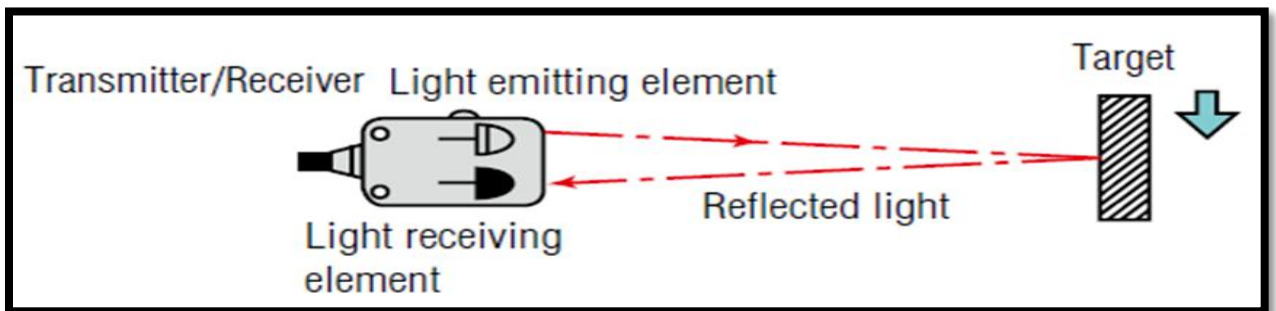 Target
Transmitter/Receiver Light emitting element
Reflected light
Light receiving
element